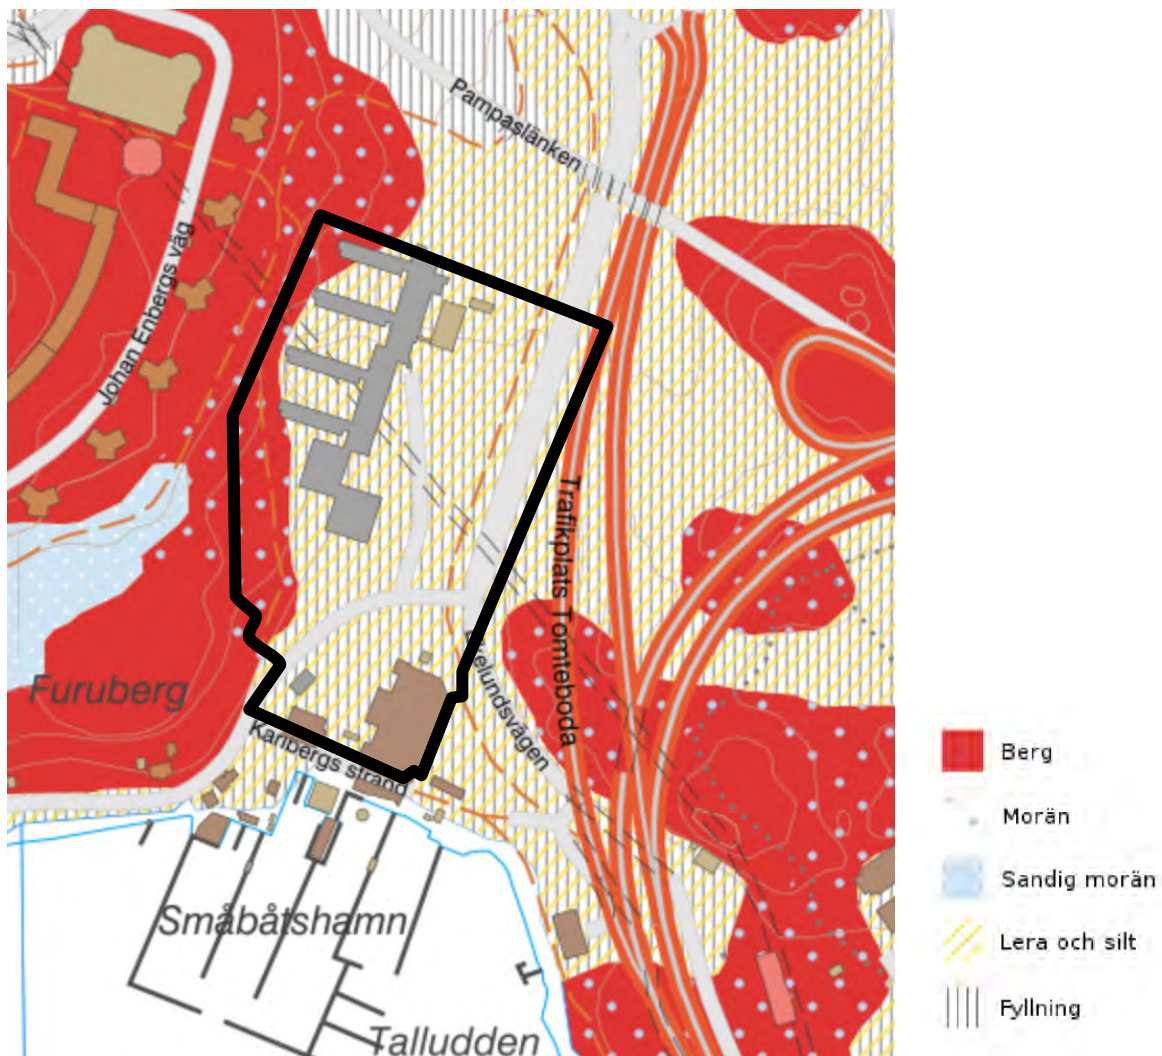 Pampaslänken
Johan Enbergs väg
Trafikplats Tomteboda
Furuberg
Ekelundsvägen
Karlbergs strand
Småbåtshamn
Talludden
Berg
Morän
Sandig morän
Lera och silt
Fyllning